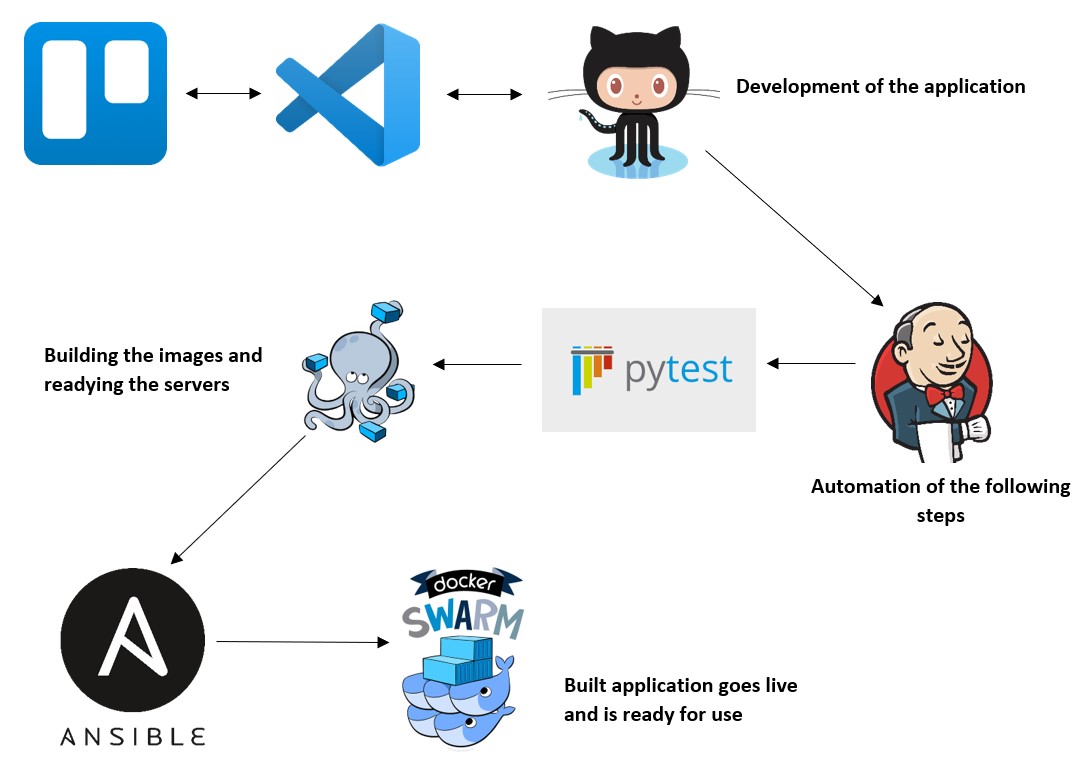 Development of the application
Building the images and
readying the servers
pytest
Automation of the following
steps
ANSIBLE
docker
SWARM
Built application goes live
and is ready for use